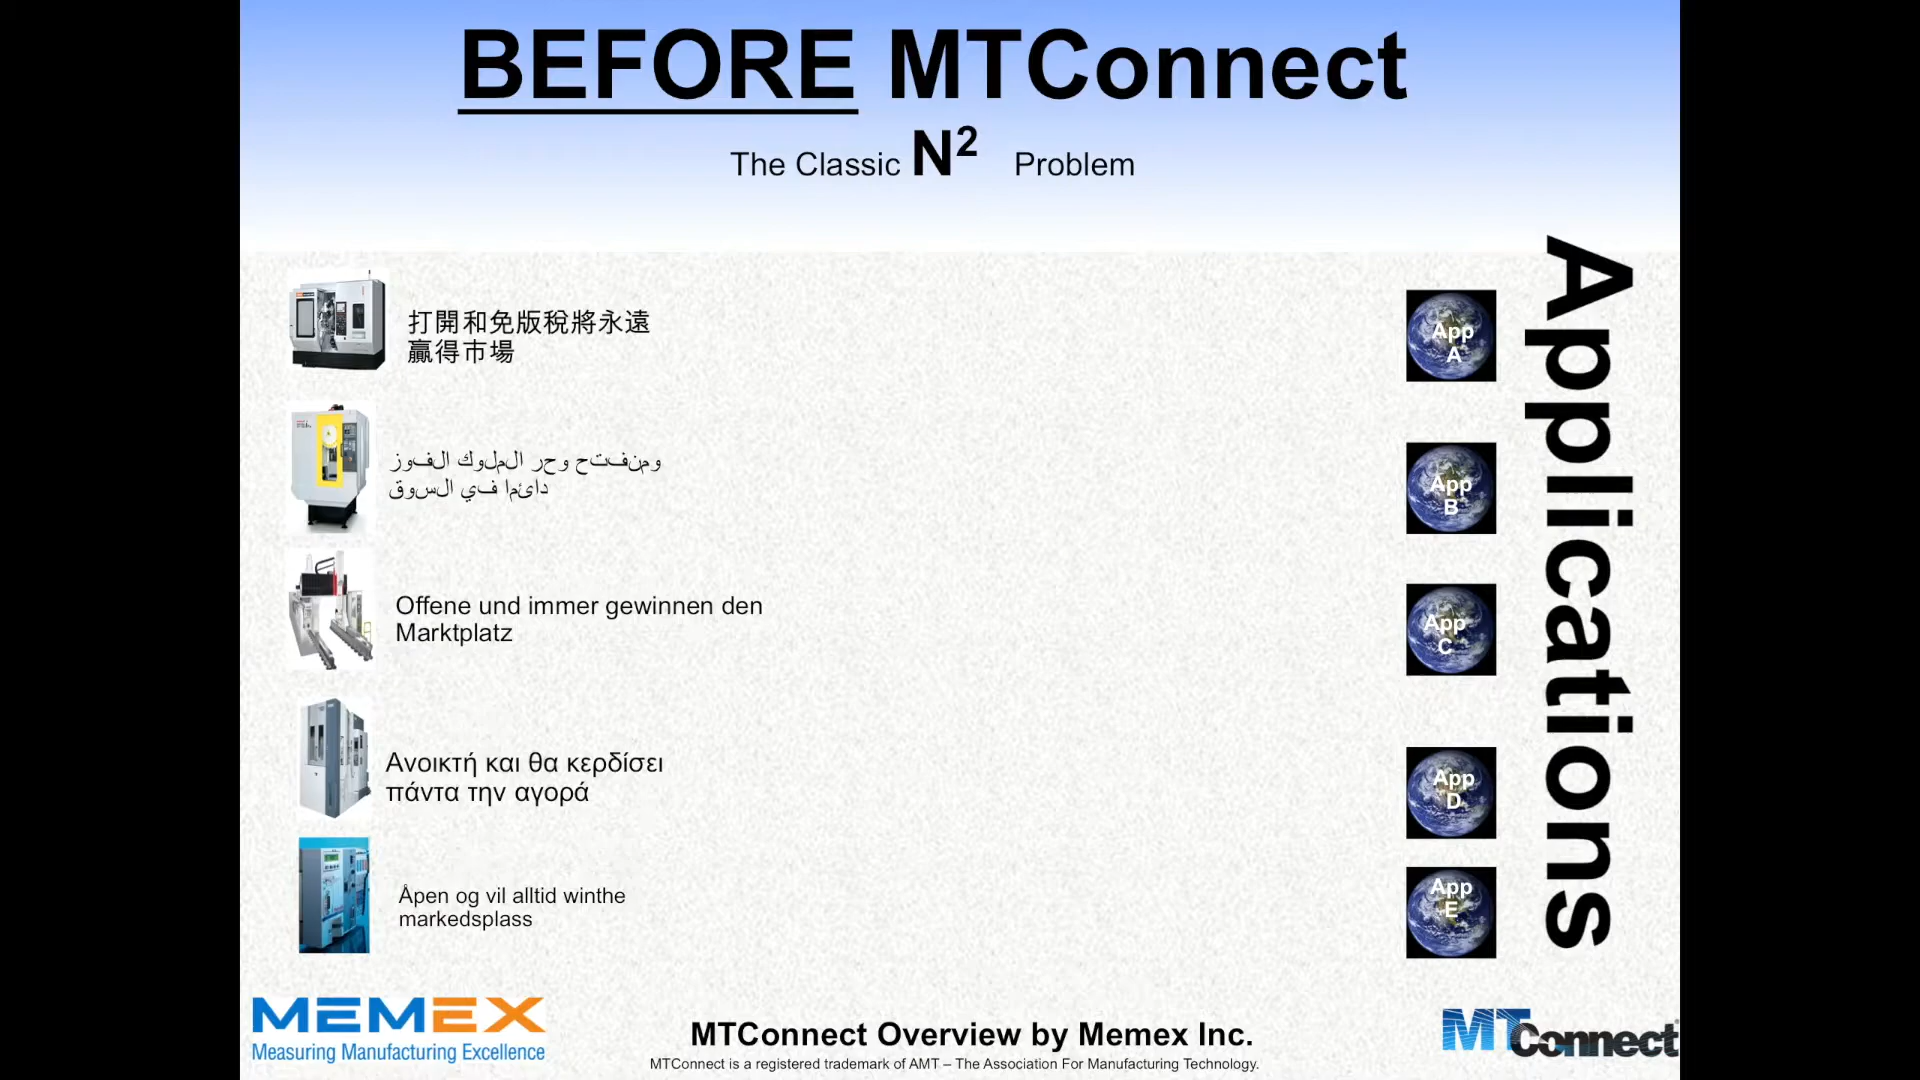 BEFORE MTConnect
The Classic N² Problem
打開和免版稅將永遠
贏得市場
ومنفتح وحر الملوك الفوز
دائما في السوق
Offene und immer gewinnen den
Marktplatz
Ανοικτή και θα κερδίσει
πάντα την αγορά
Åpen og vil alltid winthe
markedsplass
App
A
App
B
App
C
App
D
App
E
Applications
MEMEX
Measuring Manufacturing Excellence
MTConnect Overview by Memex Inc.
MTConnect is a registered trademark of AMT – The Association For Manufacturing Technology.
MTConnect